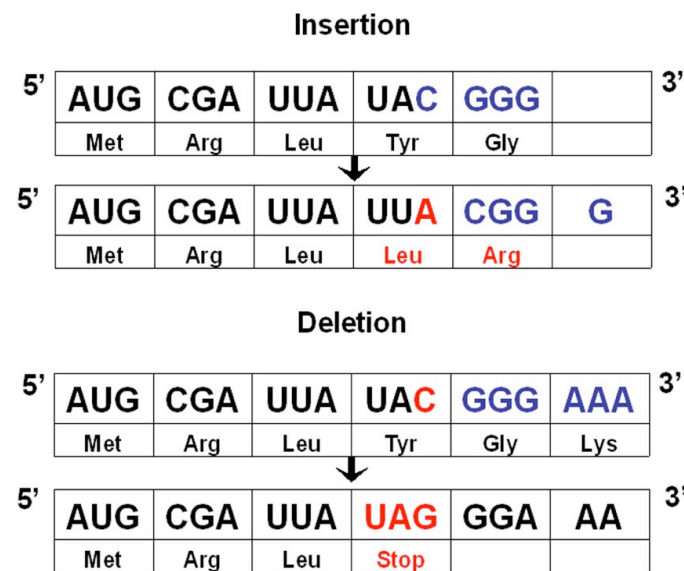 Insertion
5' AUG CGA UUA UAC GGG 3'
Met Arg Leu Tyr Gly
5' AUG CGA UUA UUA CGG G 3'
Met Arg Leu Leu Arg
Deletion
5' AUG CGA UUA UAC GGG AAA 3'
Met Arg Leu Tyr Gly Lys
5' AUG CGA UUA UAG GGA AA 3'
Met Arg Leu Stop